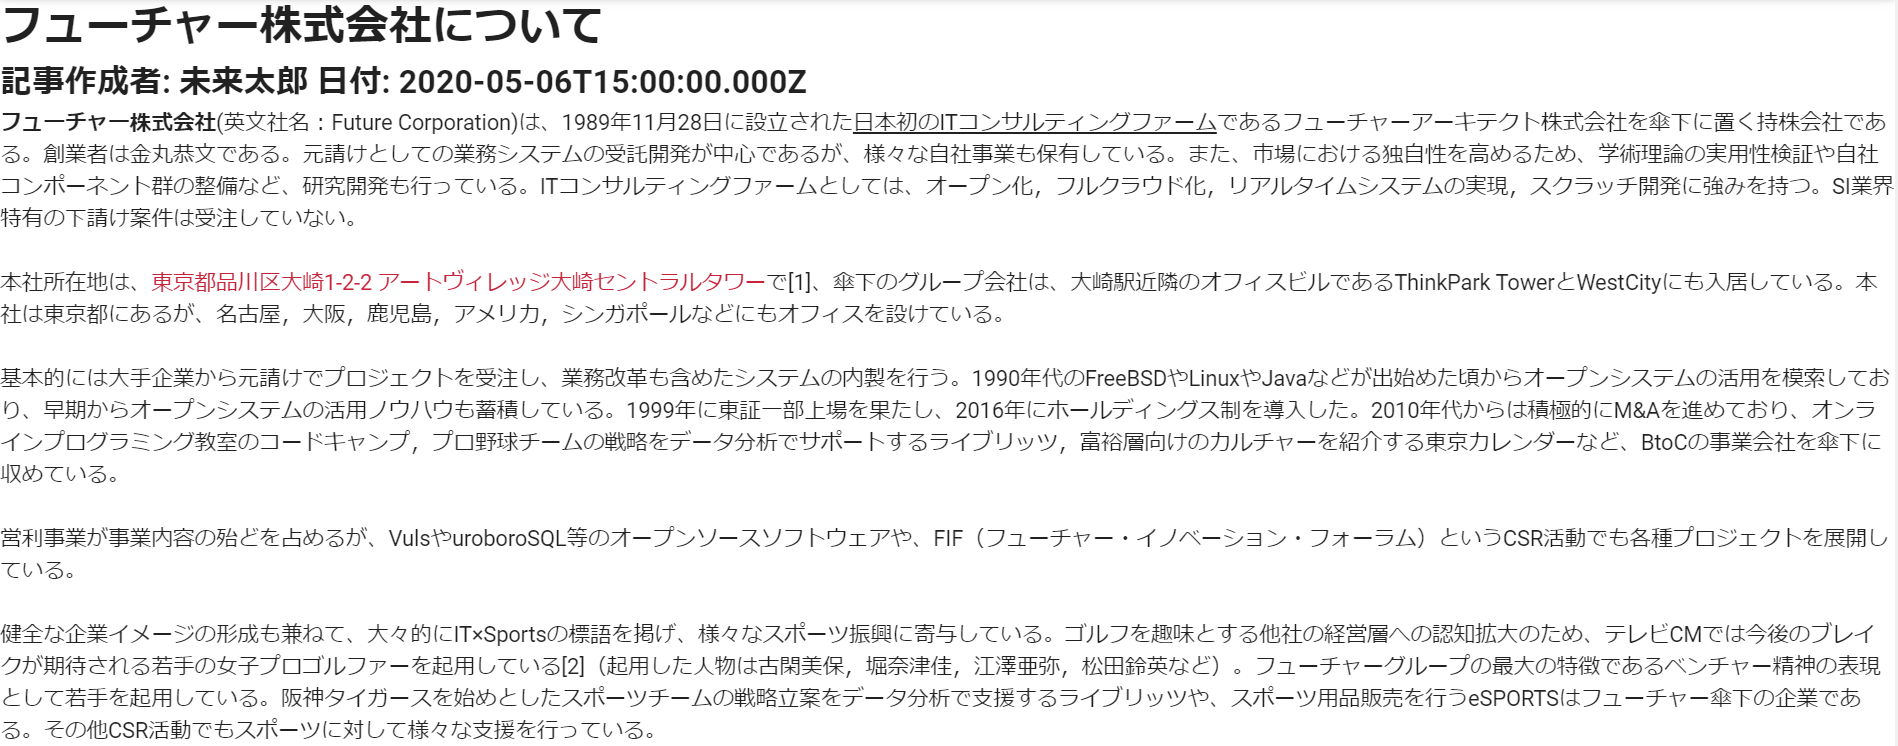 フューチャー株式会社について
記事作成者: 未来太郎 日付: 2020-05-06T15:00:00.000Z
フューチャー株式会社(英文社名：Future Corporation)は、1989年11月28日に設立された日本初のITコンサルティングファームであるフューチャーアーキテクト株式会社を傘下に置く持株会社であ
る。創業者は金丸恭文である。元請けとしての業務システムの受託開発が中心であるが、様々な自社事業も保有している。また、市場における独自性を高めるため、学術理論の実用性検証や自社
コンポーネント群の整備など、研究開発も行っている。ITコンサルティングファームとしては、オープン化，フルクラウド化，リアルタイムシステムの実現，スクラッチ開発に強みを持つ。SI業界
特有の下請け案件は受注していない。
本社所在地は、東京都品川区大崎1-2-2 アートヴィレッジ大崎セントラルタワーで[1]、傘下のグループ会社は、大崎駅近隣のオフィスビルであるThinkPark TowerとWestCityにも入居している。本
社は東京都にあるが、名古屋，大阪，鹿児島，アメリカ，シンガポールなどにもオフィスを設けている。
基本的には大手企業から元請けでプロジェクトを受注し、業務改革も含めたシステムの内製を行う。1990年代のFreeBSDやLinuxやJavaなどが出始めた頃からオープンシステムの活用を模索してお
り、早期からオープンシステムの活用ノウハウも蓄積している。1999年に東証一部上場を果たし、2016年にホールディングス制を導入した。2010年代からは積極的にM&Aを進めており、オンラ
インプログラミング教室のコードキャンプ，プロ野球チームの戦略をデータ分析でサポートするライブリッツ，富裕層向けのカルチャーを紹介する東京カレンダーなど、BtoCの事業会社を傘下に
収めている。
営利事業が事業内容の殆どを占めるが、VulsやuroboroSQL等のオープンソースソフトウェアや、FIF（フューチャー・イノベーション・フォーラム）というCSR活動でも各種プロジェクトを展開し
ている。
健全な企業イメージの形成も兼ねて、大々的にIT×Sportsの標語を掲げ、様々なスポーツ振興に寄与している。ゴルフを趣味とする他社の経営層への認知拡大のため、テレビCMでは今後のブレイ
クが期待される若手の女子プロゴルファーを起用している[2]（起用した人物は古閑美保，堀奈津佳，江澤亜弥，松田鈴英など）。フューチャーグループの最大の特徴であるベンチャー精神の表現
として若手を起用している。阪神タイガースを始めとしたスポーツチームの戦略立案をデータ分析で支援するライブリッツや、スポーツ用品販売を行うeSPORTSはフューチャー傘下の企業であ
る。その他CSR活動でもスポーツに対して様々な支援を行っている。